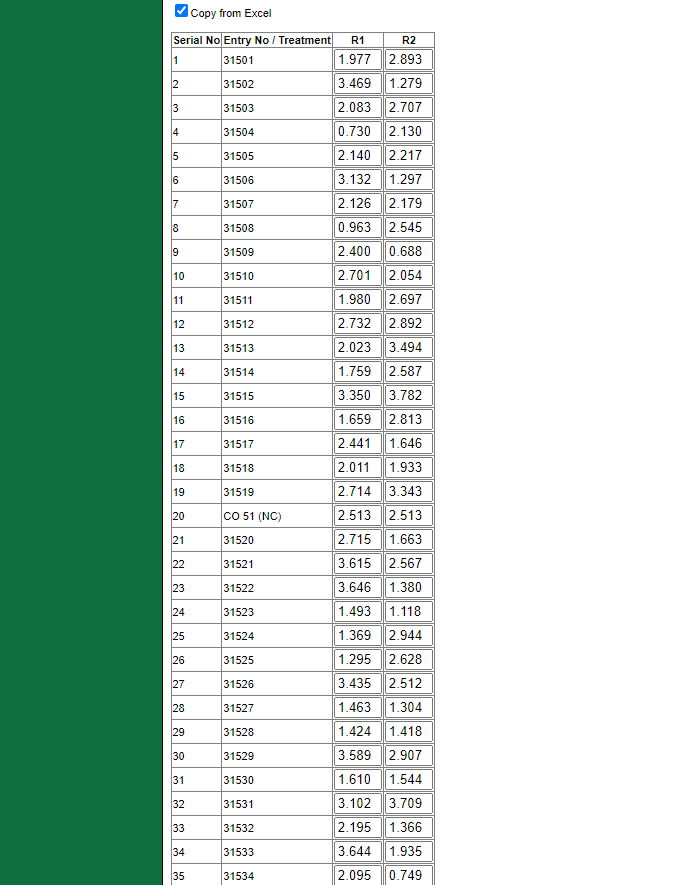 Copy from Excel
Serial No Entry No / Treatment R1 R2
1 31501 1.977 2.893
2 31502 3.469 1.279
3 31503 2.083 2.707
4 31504 0.730 2.130
5 31505 2.140 2.217
6 31506 3.132 1.297
7 31507 2.126 2.179
8 31508 0.963 2.545
9 31509 2.400 0.688
10 31510 2.701 2.054
11 31511 1.980 2.697
12 31512 2.732 2.892
13 31513 2.023 3.494
14 31514 1.759 2.587
15 31515 3.350 3.782
16 31516 1.659 2.813
17 31517 2.441 1.646
18 31518 2.011 1.933
19 31519 2.714 3.343
20 CO 51 (NC) 2.513 2.513
21 31520 2.715 1.663
22 31521 3.615 2.567
23 31522 3.646 1.380
24 31523 1.493 1.118
25 31524 1.369 2.944
26 31525 1.295 2.628
27 31526 3.435 2.512
28 31527 1.463 1.304
29 31528 1.424 1.418
30 31529 3.589 2.907
31 31530 1.610 1.544
32 31531 3.102 3.709
33 31532 2.195 1.366
34 31533 3.644 1.935
35 31534 2.095 0.749